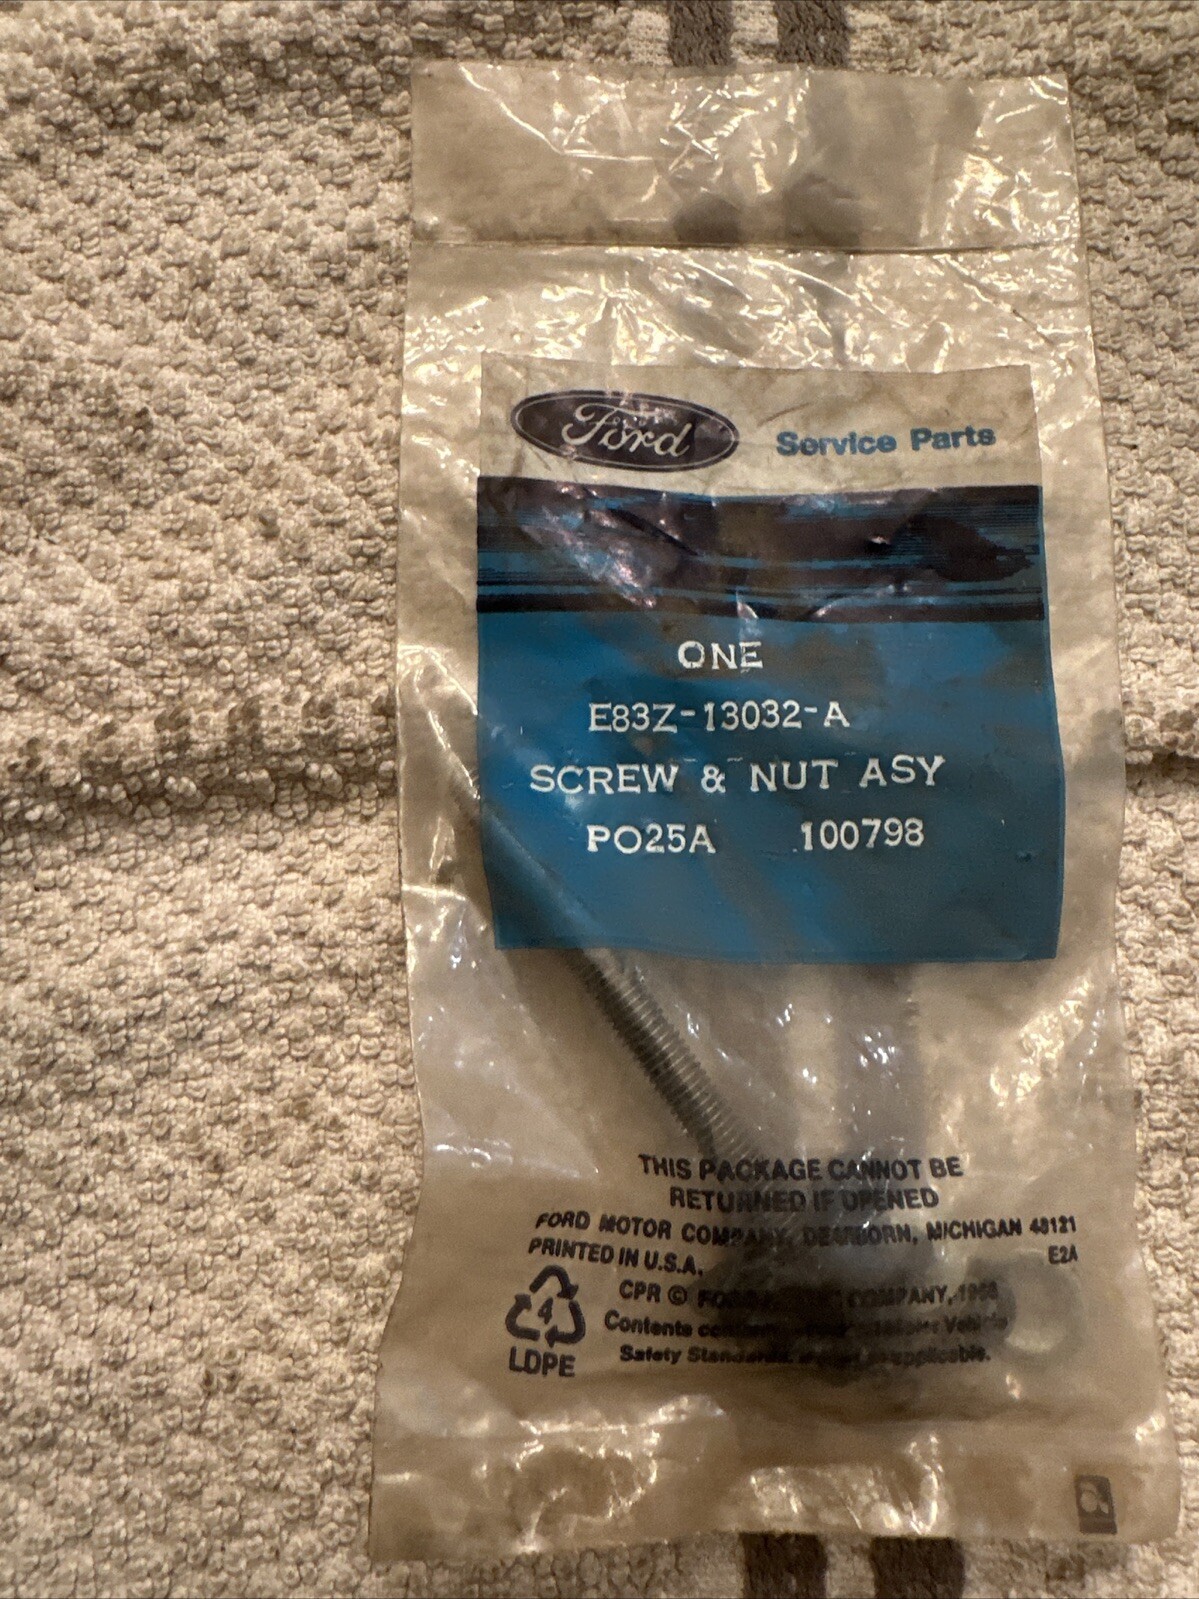 Ford
Service Parts
ONE
E83Z-13032-A
SCREW & NUT ASY
PO25A 100798
THIS PACKAGE CANNOT BE
RETURNED IF OPENED
FORD MOTOR COMPANY, DEARBORN, MICHIGAN 48121
PRINTED IN U.S.A.
E2A
CPR © COMPANY,
4
LDPE
Contents
Safety Standards, applicable.